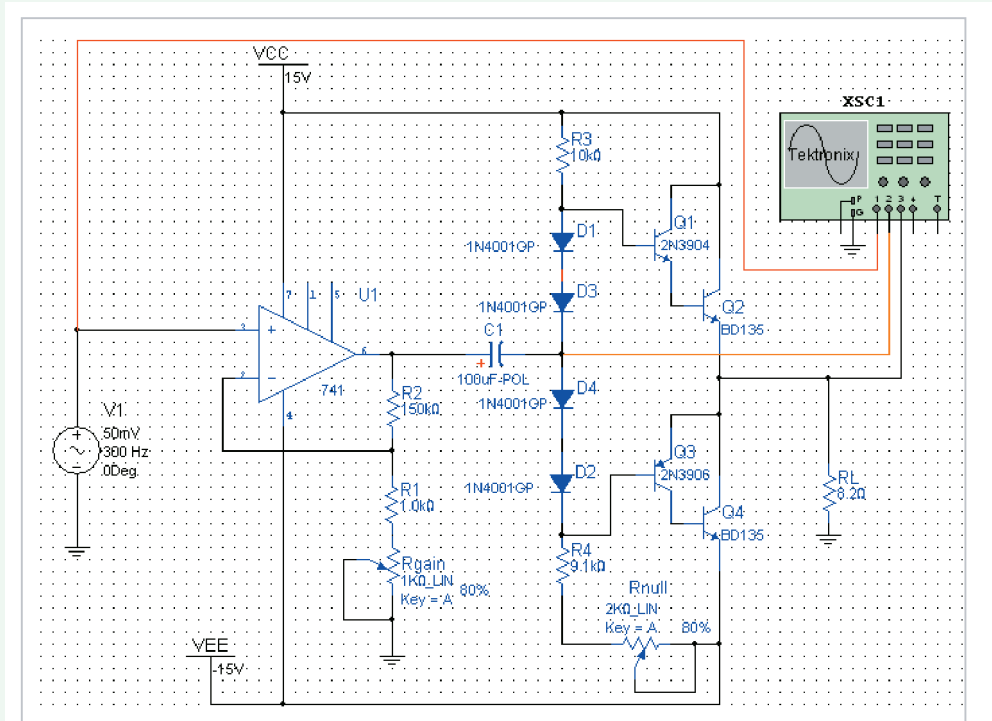 VCC
15V
XSC1
Tektronix
P
G
1 2 3 4 T
R3
10kΩ
D1
1N4001GP
Q1
2N3904
D3
1N4001GP
Q2
BD135
7 1 5
U1
3
+
2
−
6
741
4
C1
+
100uF-POL
D4
1N4001GP
R2
150kΩ
V1
50mV
300 Hz
0Deg
Q3
2N3906
D2
1N4001GP
Q4
BD135
RL
8.2Ω
R1
1.0kΩ
R4
9.1kΩ
Rgain
1KΩ_LIN
Key = A
80%
Rnull
2KΩ_LIN
Key = A
80%
VEE
-15V